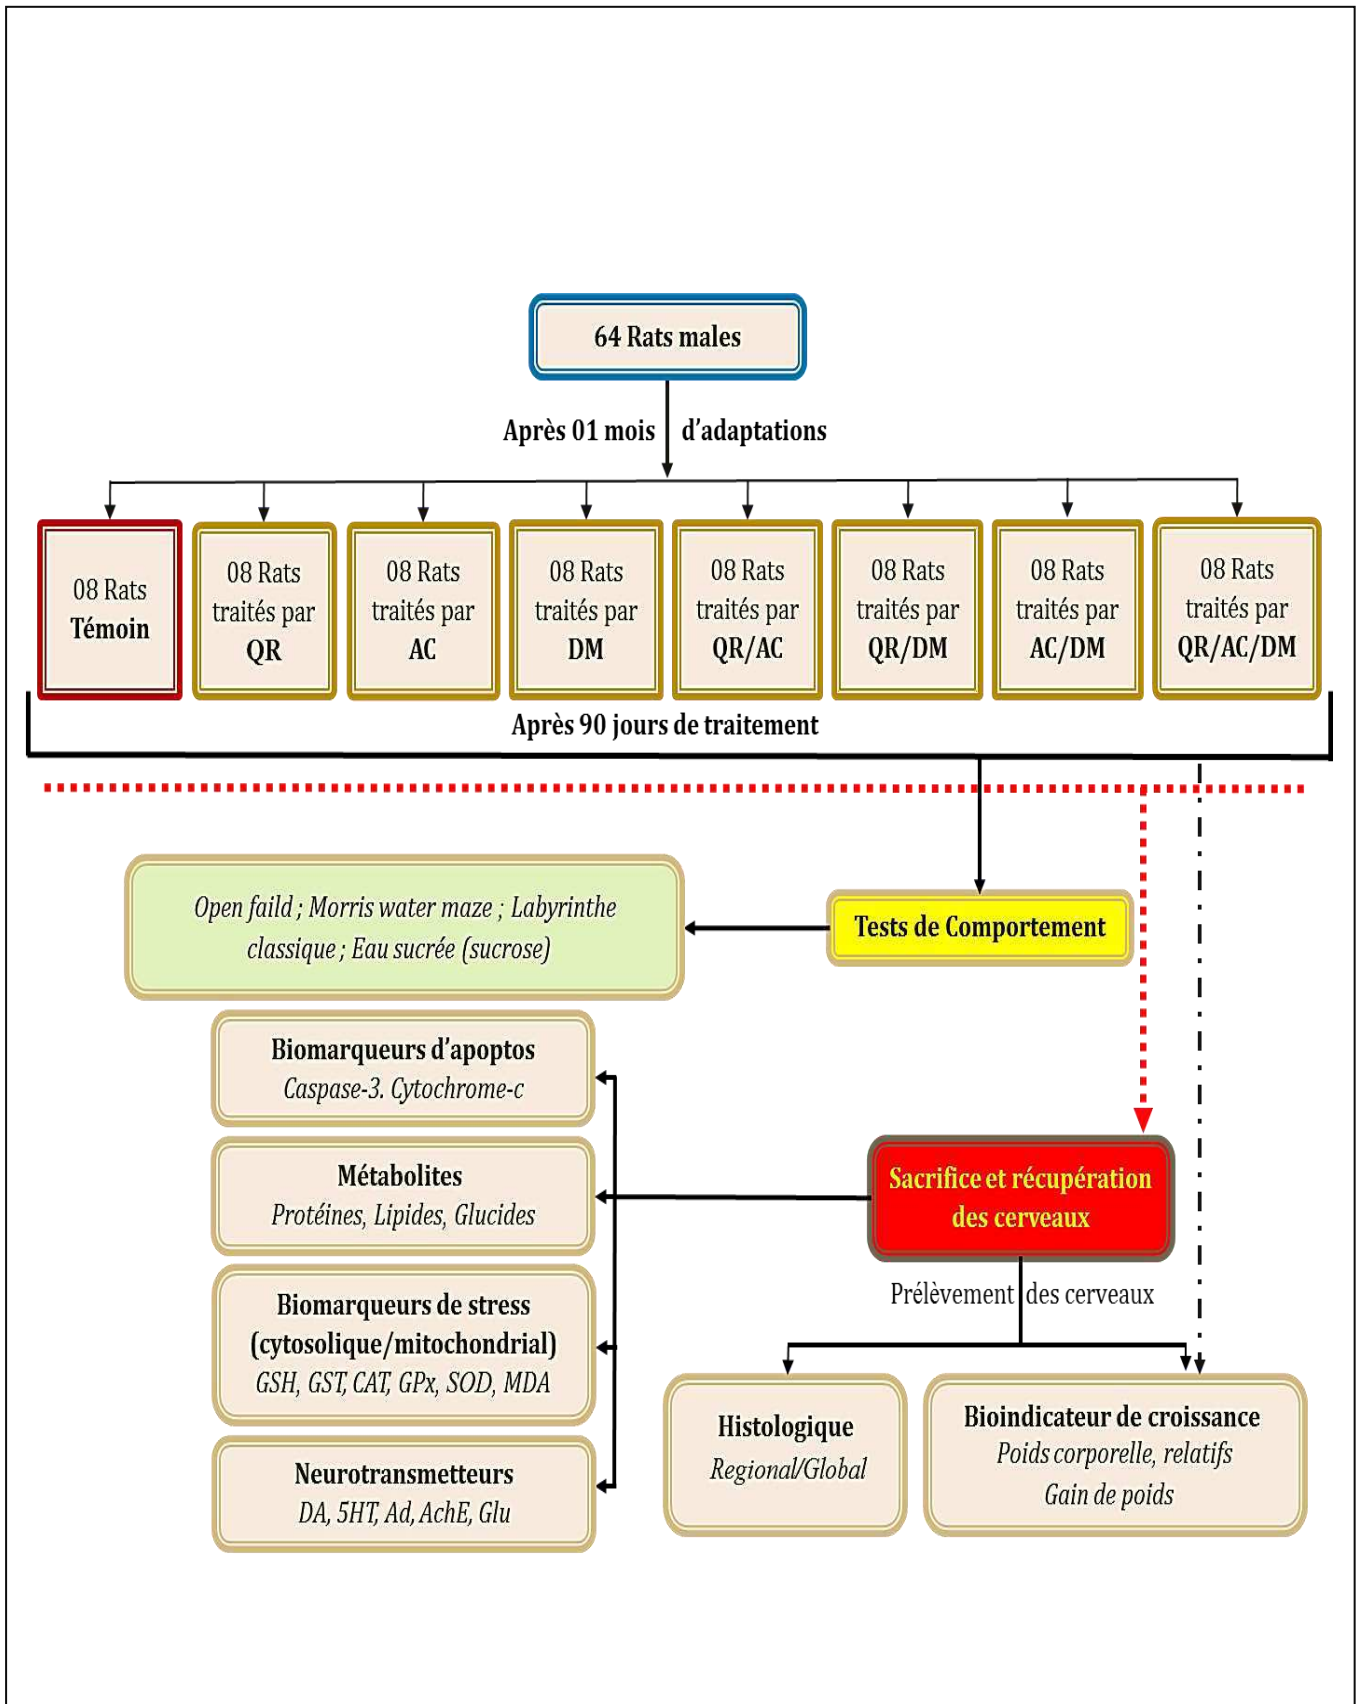 64 Rats males
Après 01 mois d'adaptations
08 Rats
Témoin
08 Rats
traités par
QR
08 Rats
traités par
AC
08 Rats
traités par
DM
08 Rats
traités par
QR/AC
08 Rats
traités par
QR/DM
08 Rats
traités par
AC/DM
08 Rats
traités par
QR/AC/DM
Après 90 jours de traitement
Open faild ; Morris water maze ; Labyrinthe
classique ; Eau sucrée (sucrose)
Tests de Comportement
Biomarqueurs d'apoptos
Caspase-3. Cytochrome-c
Métabolites
Protéines, Lipides, Glucides
Biomarqueurs de stress
(cytosolique/mitochondrial)
GSH, GST, CAT, GPx, SOD, MDA
Neurotransmetteurs
DA, 5HT, Ad, AchE, Glu
Sacrifice et récupération
des cerveaux
Prélèvement des cerveaux
Histologique
Regional/Global
Bioindicateur de croissance
Poids corporelle, relatifs
Gain de poids